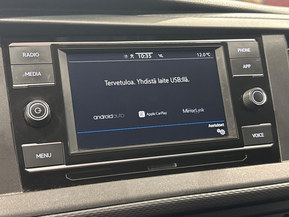 RADIO
MEDIA
MENU
10:35
12.0°C
Tervetuloa. Yhdistä laite USB:llä.
androidauto
Apple CarPlay
MirrorLink
Asetukset
PHONE
APP
VOICE